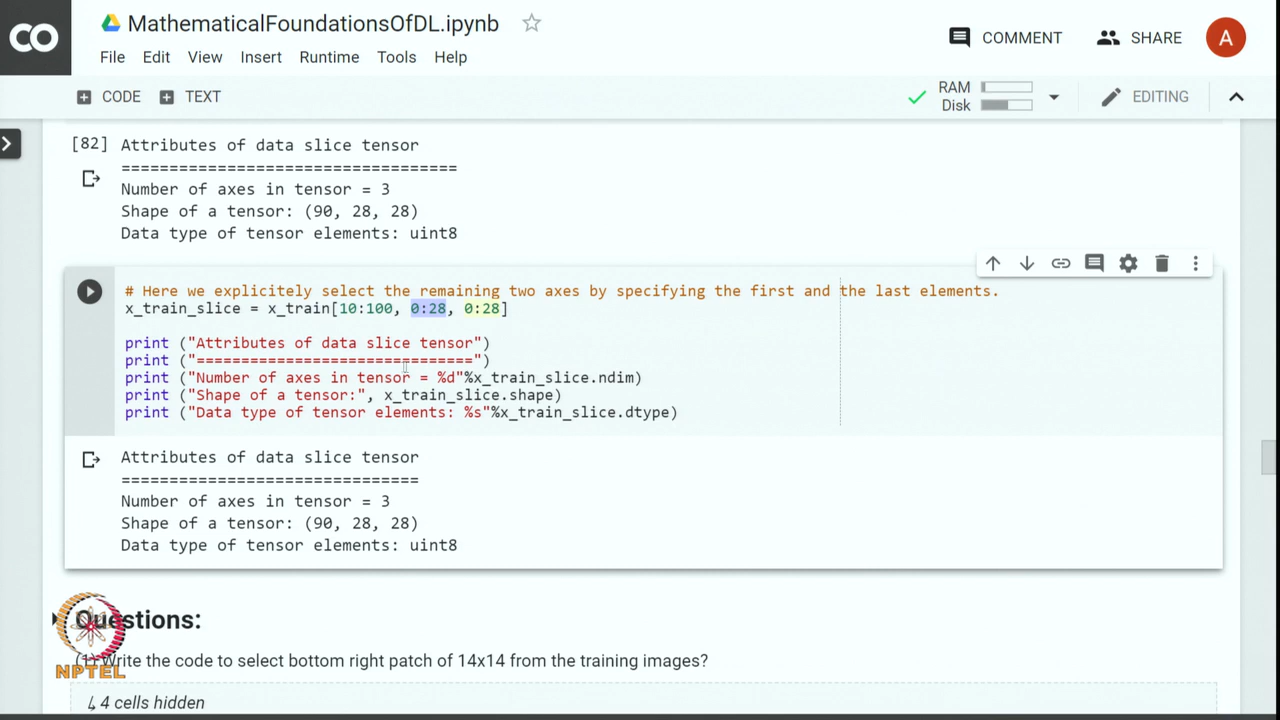 CO
MathematicalFoundationsOfDL.ipynb
COMMENT
SHARE
A
File Edit View Insert Runtime Tools Help
CODE TEXT
RAM
Disk
EDITING
[82] Attributes of data slice tensor
===================================
Number of axes in tensor = 3
Shape of a tensor: (90, 28, 28)
Data type of tensor elements: uint8
# Here we explicitely select the remaining two axes by specifying the first and the last elements.
x_train_slice = x_train[10:100, 0:28, 0:28]
print ("Attributes of data slice tensor")
print ("===============================")
print ("Number of axes in tensor = %d"%x_train_slice.ndim)
print ("Shape of a tensor:", x_train_slice.shape)
print ("Data type of tensor elements: %s"%x_train_slice.dtype)
Attributes of data slice tensor
===============================
Number of axes in tensor = 3
Shape of a tensor: (90, 28, 28)
Data type of tensor elements: uint8
Questions:
(1) Write the code to select bottom right patch of 14x14 from the training images?
NPTEL
4 cells hidden